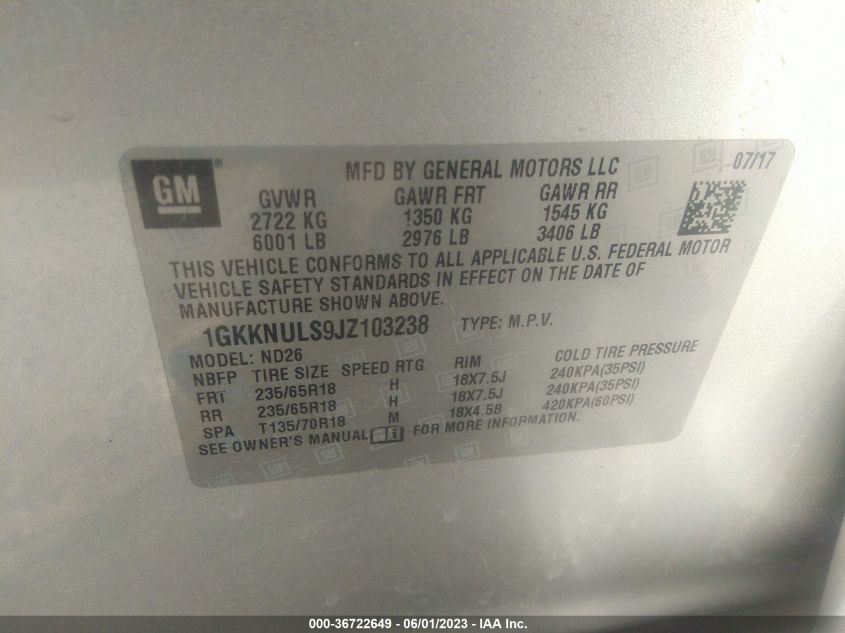 GM ®
MFD BY GENERAL MOTORS LLC 07/17
GVWR GAWR FRT GAWR RR
2722 KG 1350 KG 1545 KG
6001 LB 2976 LB 3406 LB
THIS VEHICLE CONFORMS TO ALL APPLICABLE U.S. FEDERAL MOTOR
VEHICLE SAFETY STANDARDS IN EFFECT ON THE DATE OF
MANUFACTURE SHOWN ABOVE.
1GKKNULS9JZ103238 TYPE: M.P.V.
MODEL: ND26
NBFP TIRE SIZE SPEED RTG RIM COLD TIRE PRESSURE
FRT 235/65R18 H 18X7.5J 240KPA(35PSI)
RR 235/65R18 H 18X7.5J 240KPA(35PSI)
SPA T135/70R18 M 18X4.5B 420KPA(60PSI)
SEE OWNER'S MANUAL FOR MORE INFORMATION.
000-36722649 - 06/01/2023 - IAA Inc.